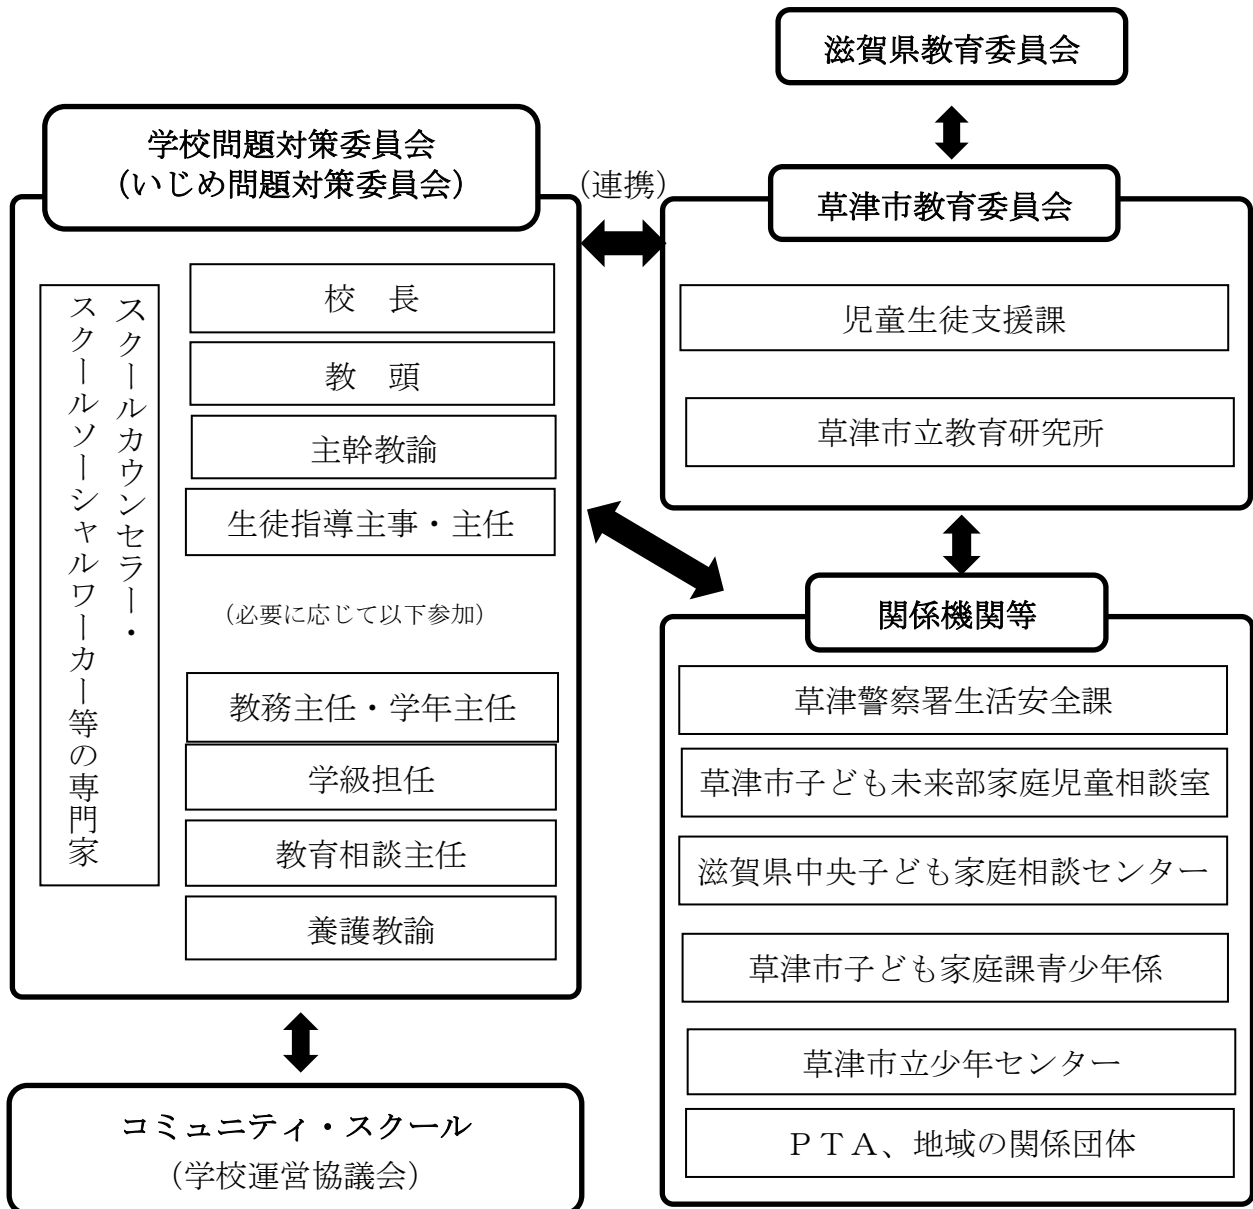 滋賀県教育委員会
学校問題対策委員会
(いじめ問題対策委員会)
(連携)
草津市教育委員会
スクールカウンセラー・
スクールソーシャルワーカー等の専門家
校　長
教　頭
主幹教諭
生徒指導主事・主任
(必要に応じて以下参加)
教務主任・学年主任
学級担任
教育相談主任
養護教諭
児童生徒支援課
草津市立教育研究所
関係機関等
草津警察署生活安全課
草津市子ども未来部家庭児童相談室
滋賀県中央子ども家庭相談センター
草津市子ども家庭課青少年係
草津市立少年センター
ＰＴＡ、地域の関係団体
コミュニティ・スクール
(学校運営協議会)